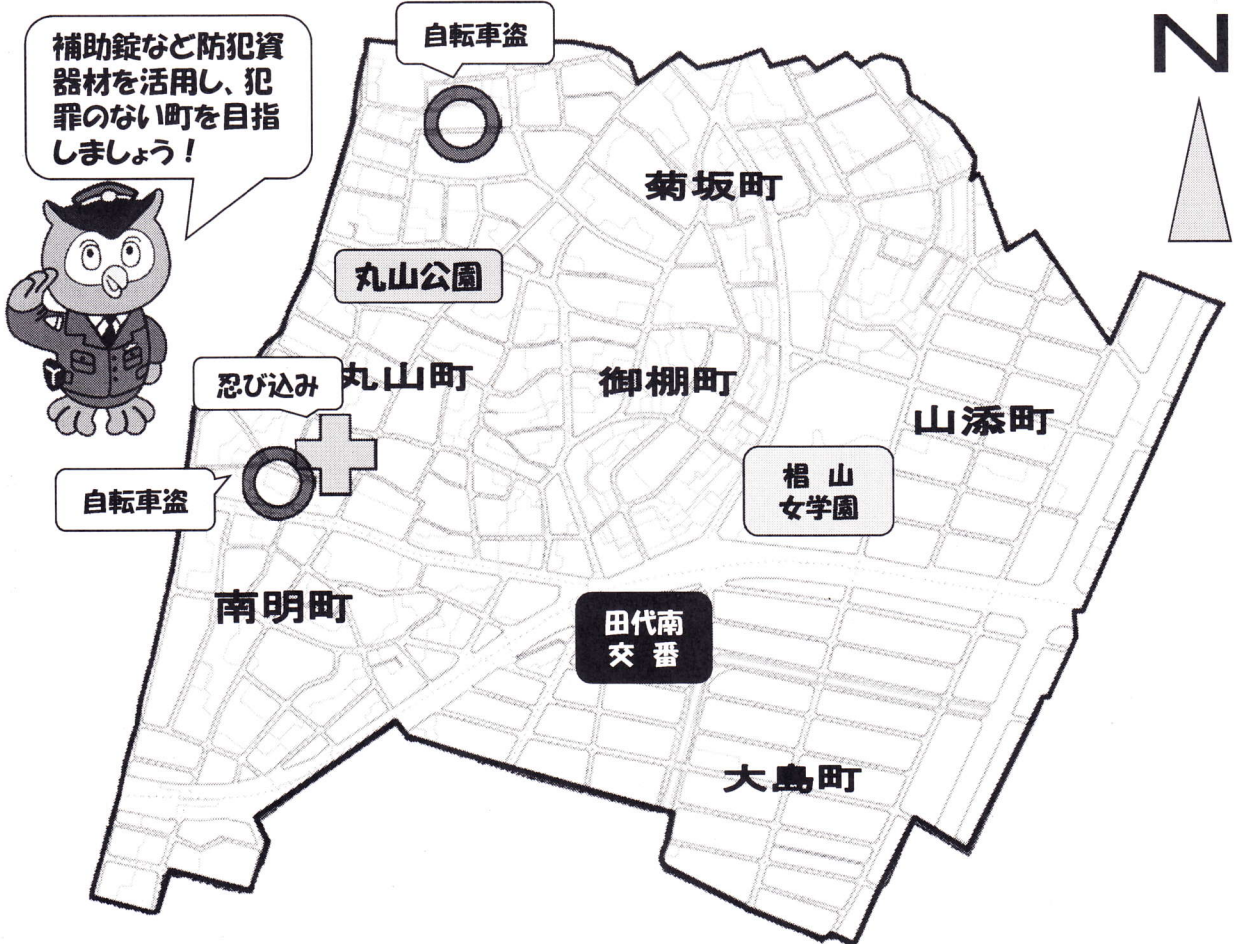 自転車盗
N
補助錠など防犯資
器材を活用し、犯
罪のない町を目指
しましょう！
菊坂町
丸山公園
忍び込み
丸山町
御棚町
山添町
椙 山
女学園
自転車盗
南明町
田代南
交 番
大島町